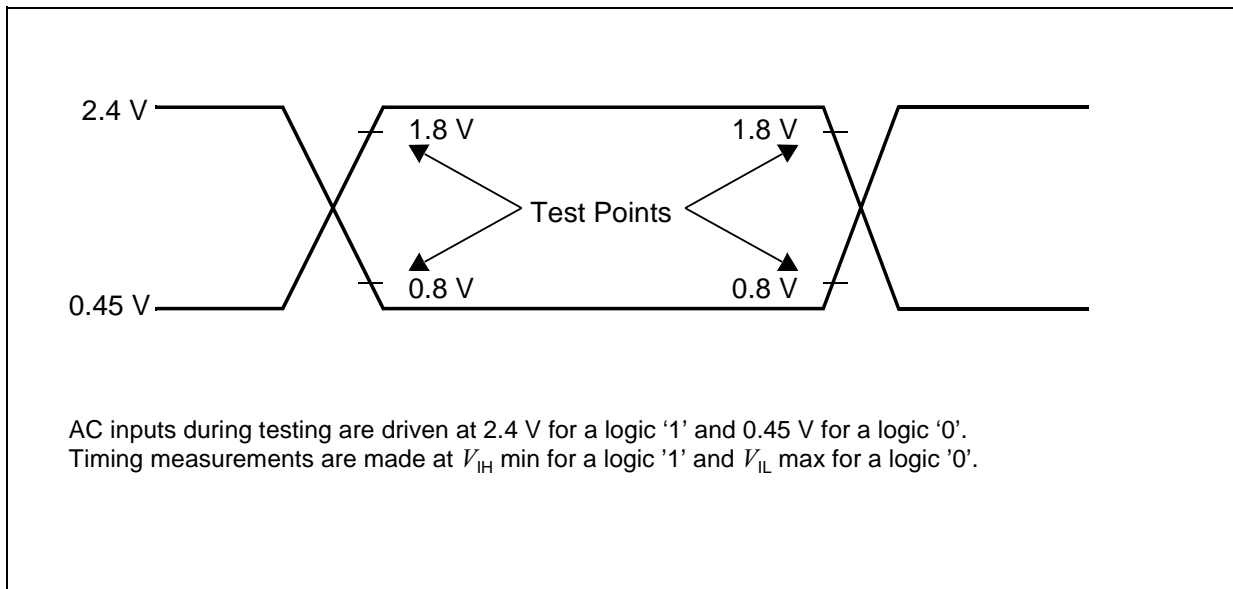 2.4 V
1.8 V 1.8 V
Test Points
0.8 V 0.8 V
0.45 V
AC inputs during testing are driven at 2.4 V for a logic ‘1’ and 0.45 V for a logic ‘0’.
Timing measurements are made at VIH min for a logic '1' and VIL max for a logic '0'.